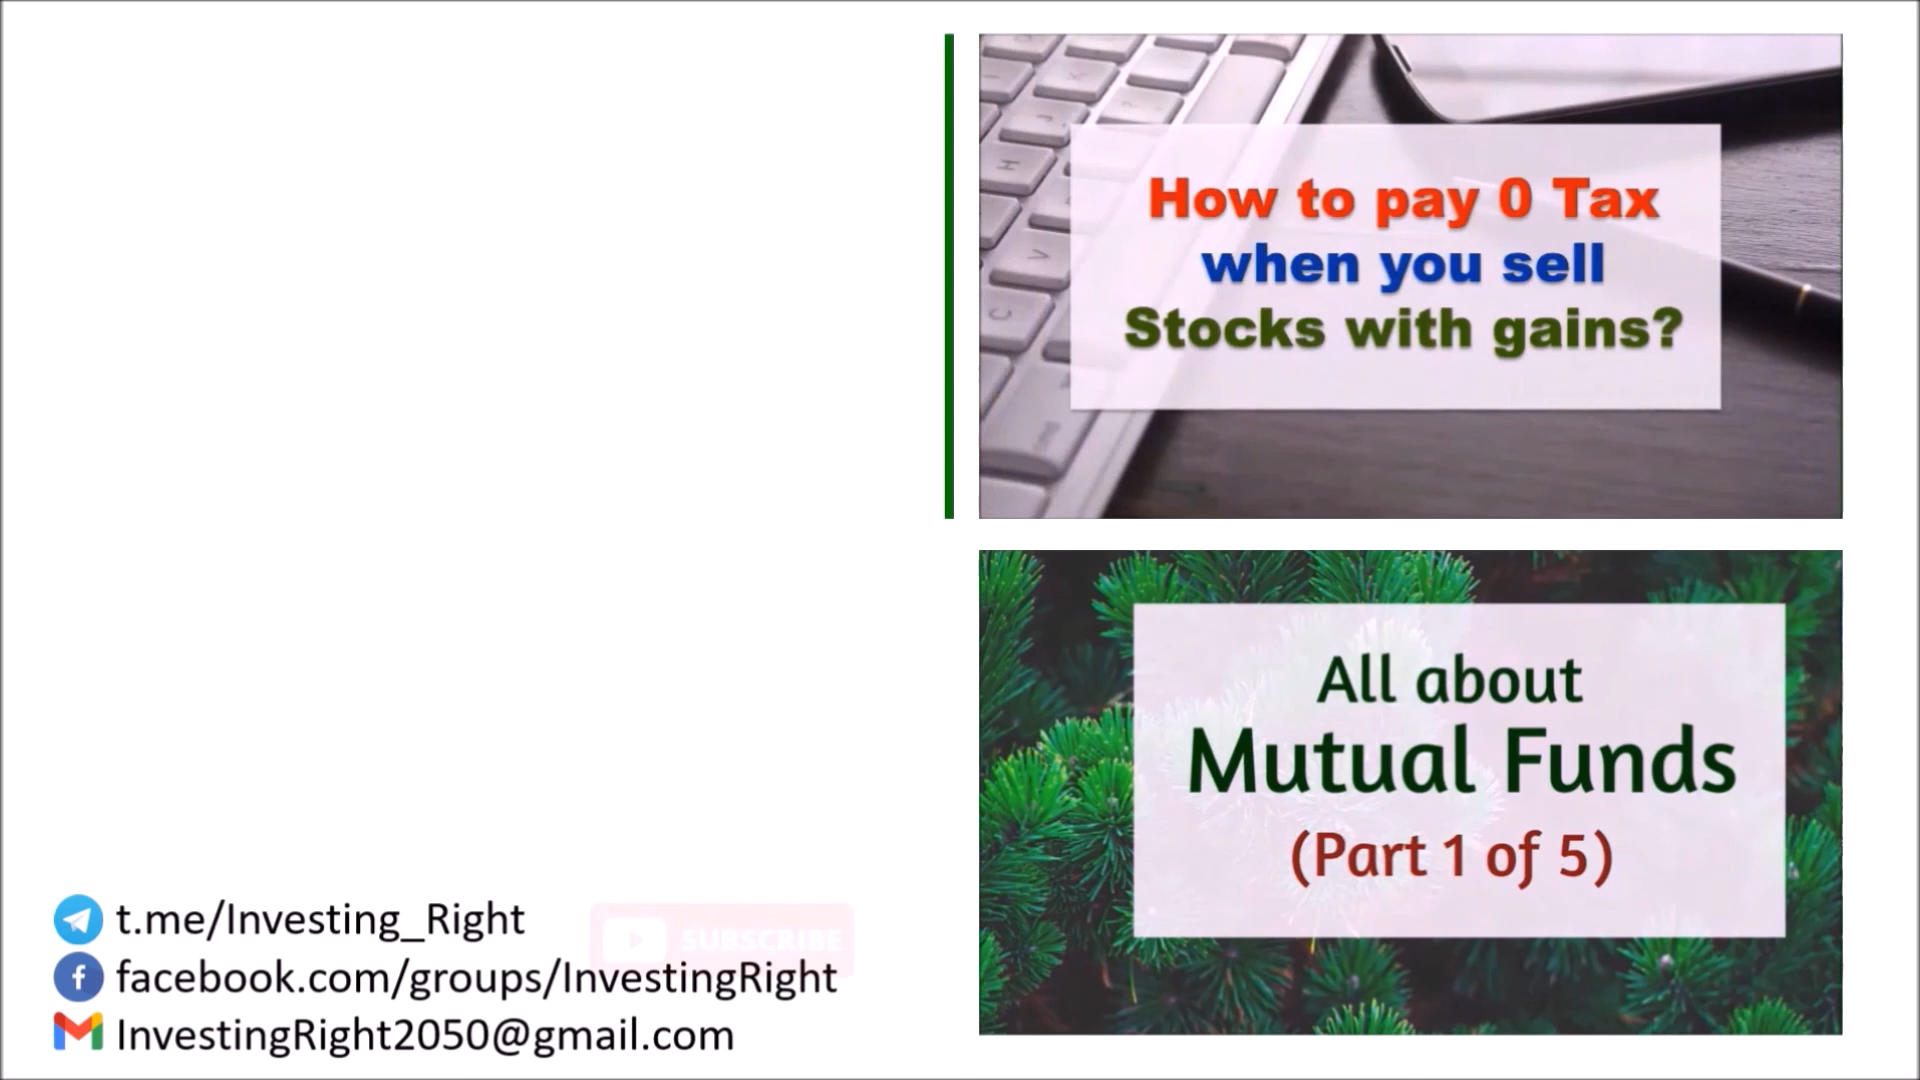 How to pay 0 Tax
when you sell
Stocks with gains?
All about
Mutual Funds
(Part 1 of 5)
t.me/Investing_Right
SUBSCRIBE
facebook.com/groups/InvestingRight
InvestingRight2050@gmail.com